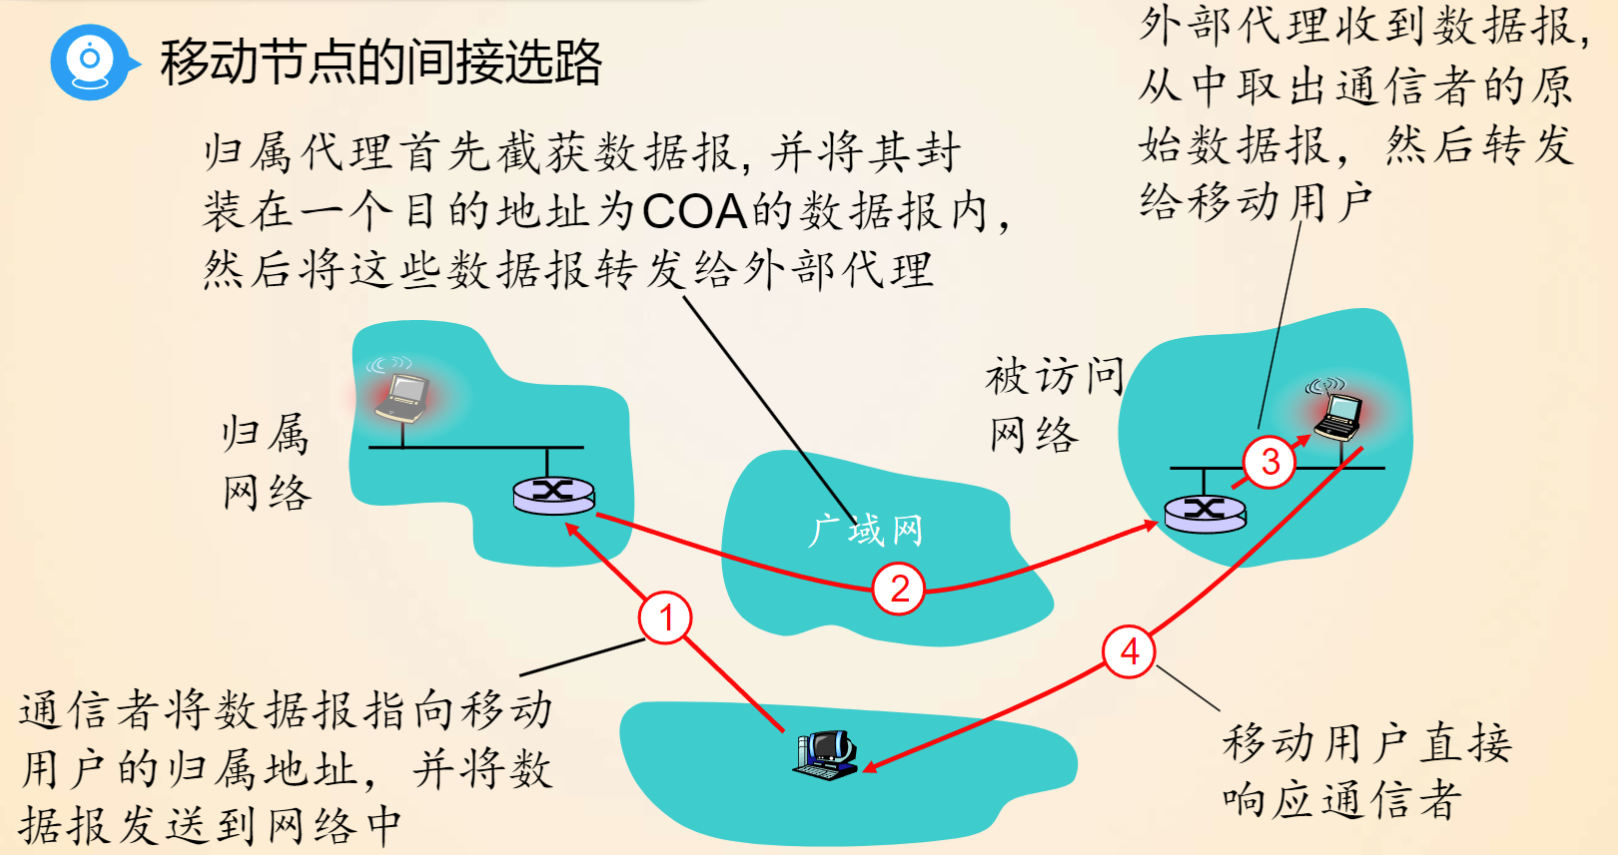 移动节点的间接选路
外部代理收到数据报,
从中取出通信者的原
始数据报，然后转发
给移动用户
归属代理首先截获数据报, 并将其封
装在一个目的地址为COA的数据报内，
然后将这些数据报转发给外部代理
归属
网络
被访问
网络
广域网
1
2
3
4
通信者将数据报指向移动
用户的归属地址，并将数
据报发送到网络中
移动用户直接
响应通信者